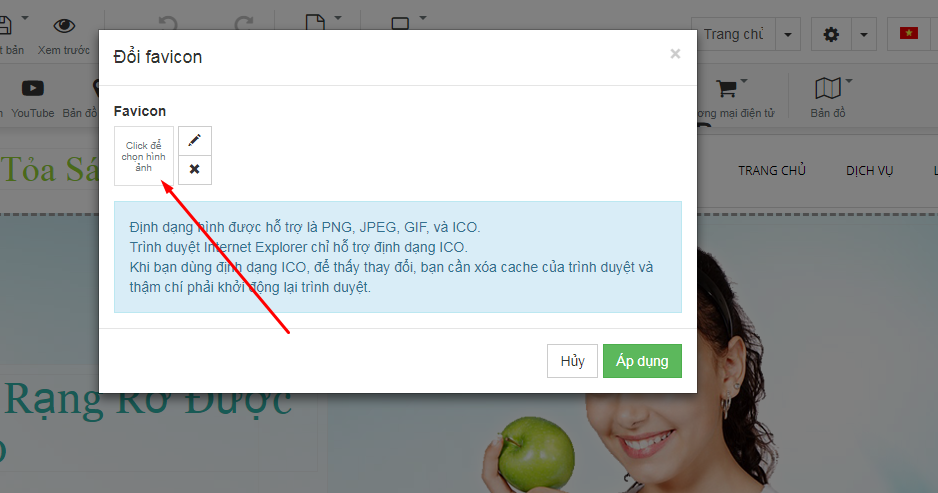 t bản
Xem trước
Trang chủ
YouTube
Bản đồ
ng mại điện tử
Bản đồ
Tỏa Sá
TRANG CHỦ
DỊCH VỤ
Đổi favicon
×
Favicon
Click để
chọn hình
ảnh
Định dạng hình được hỗ trợ là PNG, JPEG, GIF, và ICO.
Trình duyệt Internet Explorer chỉ hỗ trợ định dạng ICO.
Khi bạn dùng định dạng ICO, để thấy thay đổi, bạn cần xóa cache của trình duyệt và
thậm chí phải khởi động lại trình duyệt.
Hủy
Áp dụng
Rạng Rỡ Được